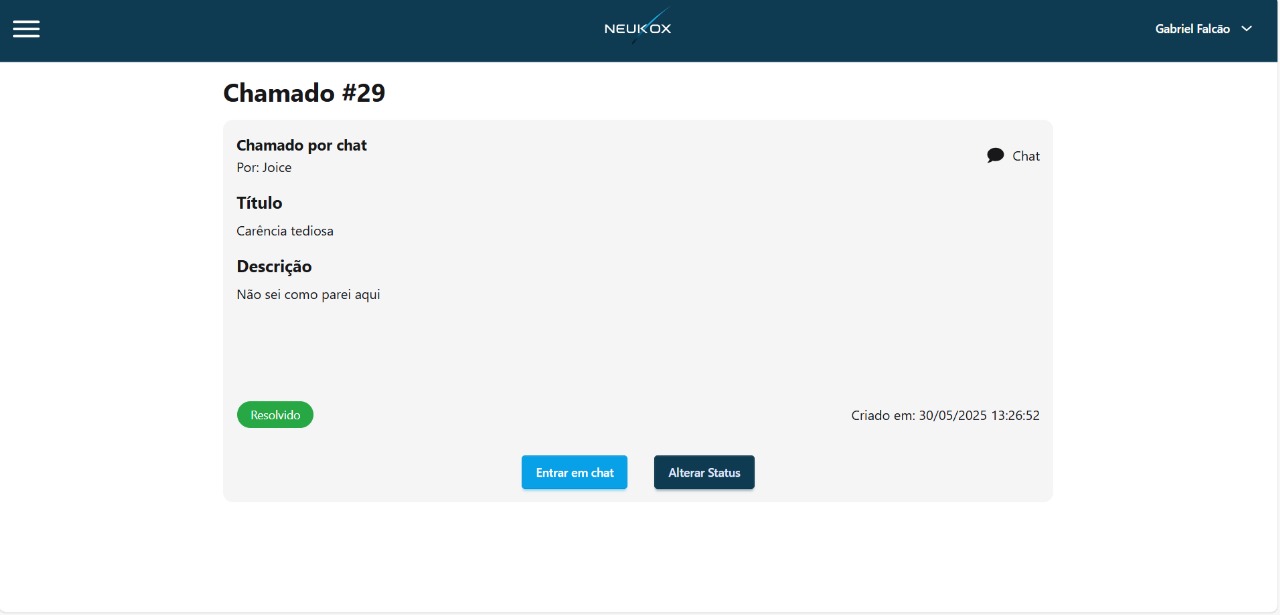 NEUKOX
Gabriel Falcão
Chamado #29
Chamado por chat
Por: Joice
Chat
Título
Carência tediosa
Descrição
Não sei como parei aqui
Resolvido
Criado em: 30/05/2025 13:26:52
Entrar em chat
Alterar Status